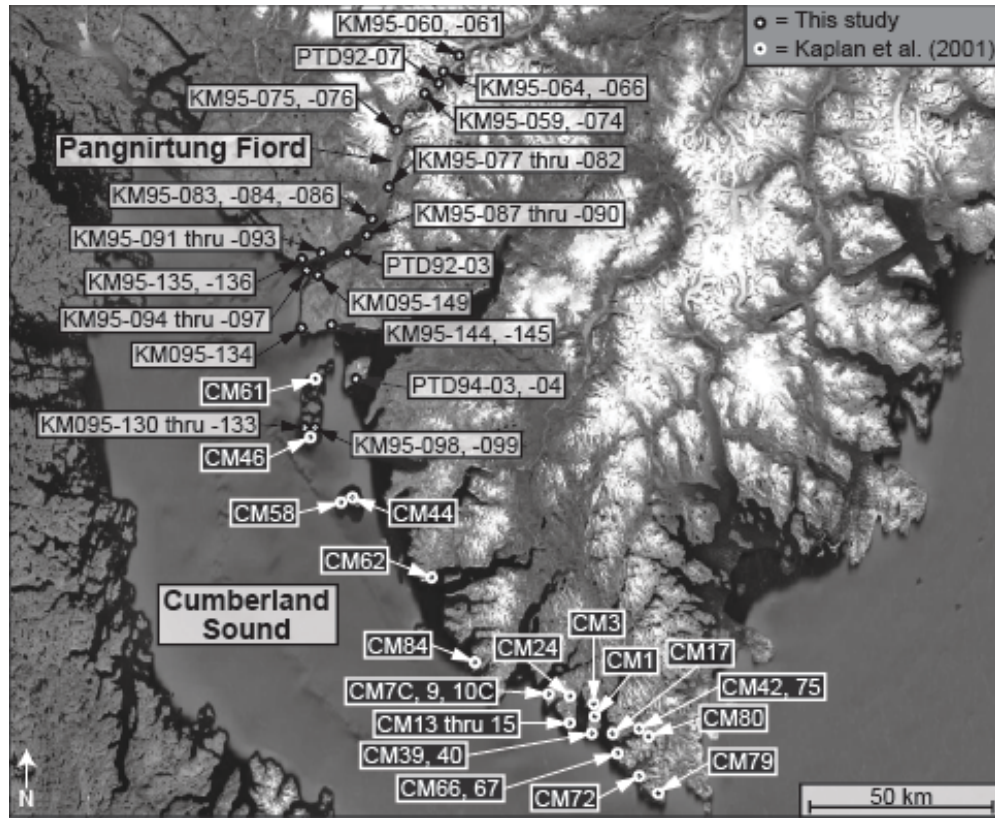 = This study
= Kaplan et al. (2001)
KM95-060, -061
PTD92-07
KM95-064, -066
KM95-075, -076
KM95-059, -074
Pangnirtung Fiord
KM95-077 thru -082
KM95-083, -084, -086
KM95-087 thru -090
KM95-091 thru -093
PTD92-03
KM95-135, -136
KM095-149
KM95-094 thru -097
KM95-144, -145
KM095-134
CM61
PTD94-03, -04
KM095-130 thru -133
KM95-098, -099
CM46
CM58
CM44
CM62
Cumberland
Sound
CM3
CM84
CM24
CM1
CM17
CM7C, 9, 10C
CM42, 75
CM13 thru 15
CM80
CM39, 40
CM66, 67
CM79
CM72
N
50 km